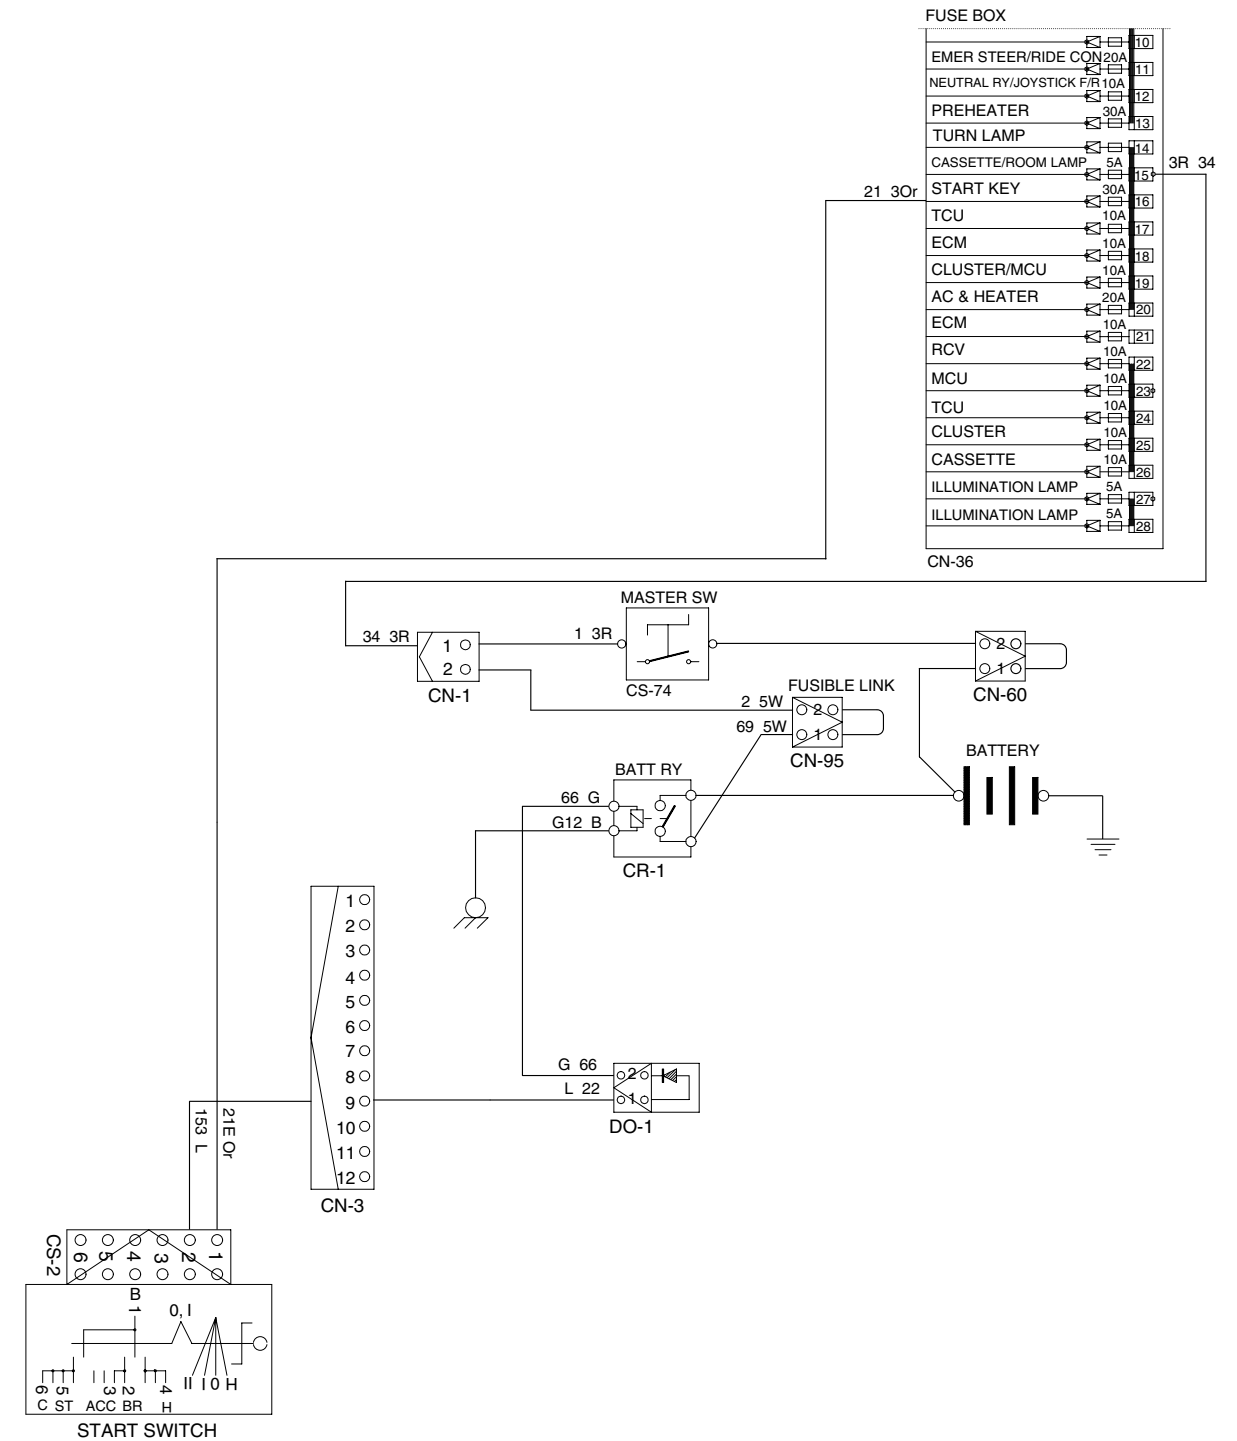 FUSE BOX
10
EMER STEER/RIDE CON 20A
11
NEUTRAL RY/JOYSTICK F/R 10A
12
PREHEATER 30A
13
TURN LAMP
14
CASSETTE/ROOM LAMP 5A
15
3R 34
START KEY 30A
16
21 3Or
TCU 10A
17
ECM 10A
18
CLUSTER/MCU 10A
19
AC & HEATER 20A
20
ECM 10A
21
RCV 10A
22
MCU 10A
23
TCU 10A
24
CLUSTER 10A
25
CASSETTE 10A
26
ILLUMINATION LAMP 5A
27
ILLUMINATION LAMP 5A
28
CN-36
MASTER SW
34 3R
1
2
CN-1
1 3R
CS-74
2
1
CN-60
FUSIBLE LINK
2 5W
69 5W
2
1
CN-95
BATTERY
BATT RY
66 G
G12 B
CR-1
1
2
3
4
5
6
7
8
9
10
11
12
CN-3
G 66
L 22
2
1
DO-1
153 L
21E Or
CS-2
6
5
4
3
2
1
B
1
0, I
II I 0 H
6 5 3 2 4
C ST ACC BR H
START SWITCH